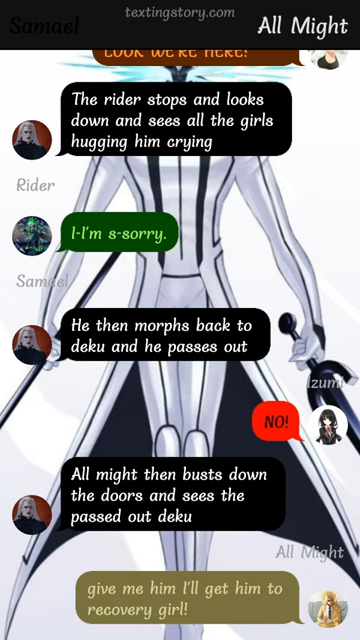 textingstory.com
Samael
All Might
LOOK WE'RE HERE!
The rider stops and looks
down and sees all the girls
hugging him crying
Rider
I-I'm s-sorry.
Samael
He then morphs back to
deku and he passes out
Izumi
NO!
All might then busts down
the doors and sees the
passed out deku
All Might
give me him I'll get him to
recovery girl!